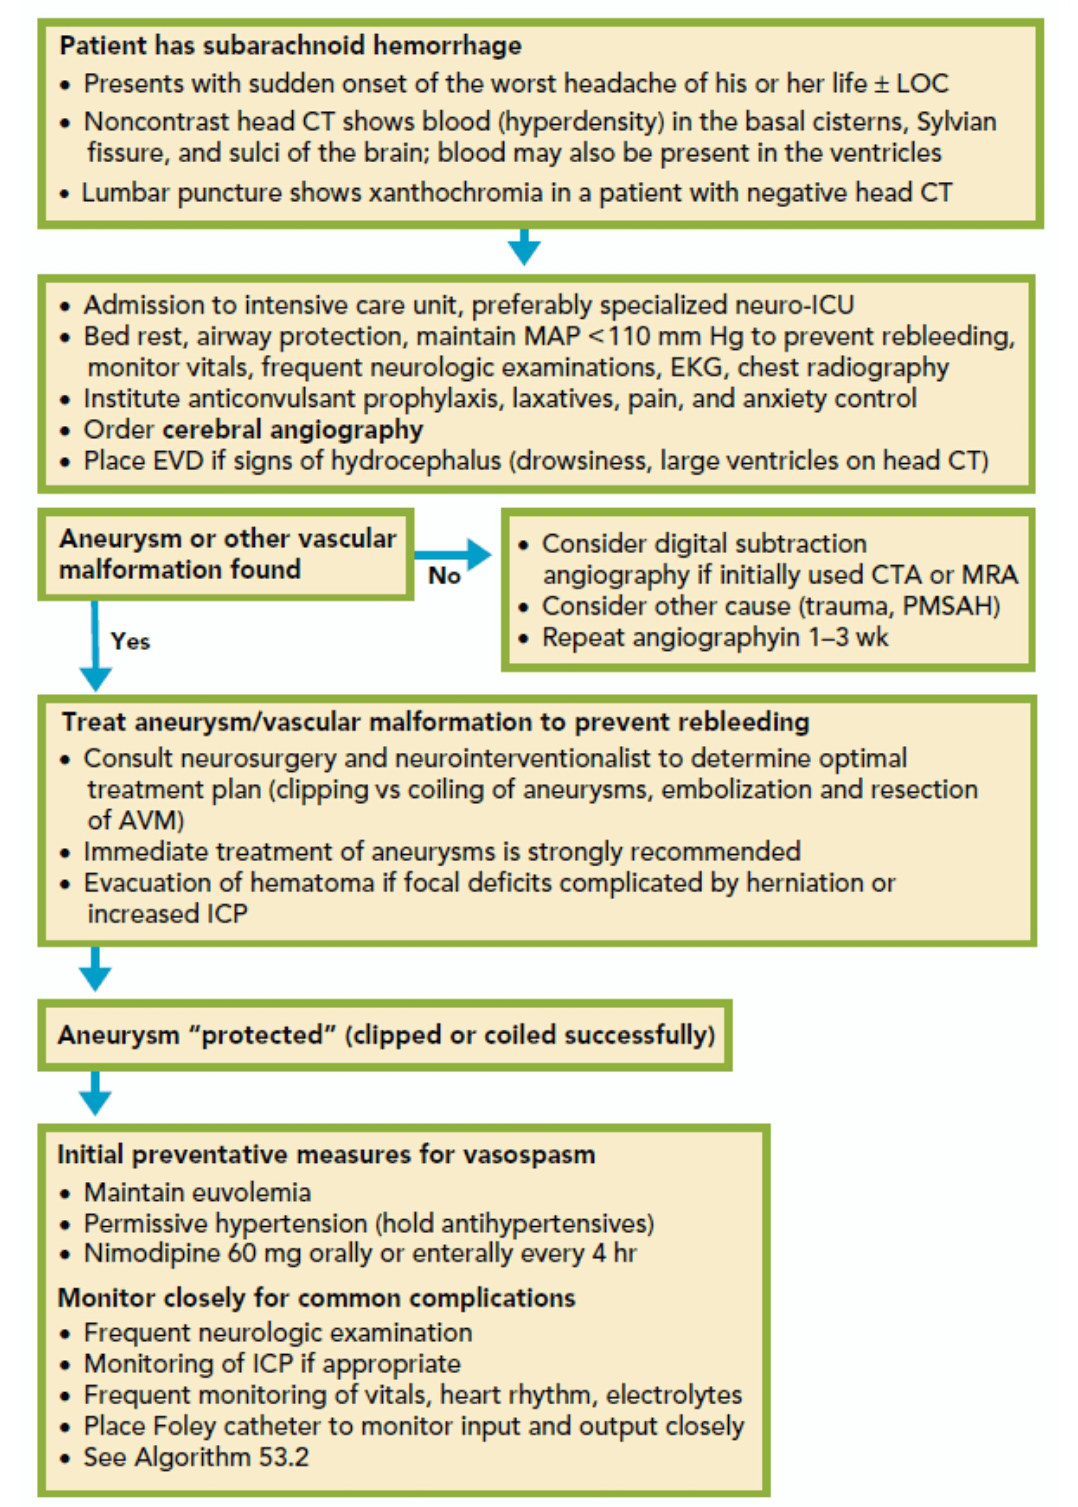 Patient has subarachnoid hemorrhage
• Presents with sudden onset of the worst headache of his or her life ± LOC
• Noncontrast head CT shows blood (hyperdensity) in the basal cisterns, Sylvian
fissure, and sulci of the brain; blood may also be present in the ventricles
• Lumbar puncture shows xanthochromia in a patient with negative head CT
• Admission to intensive care unit, preferably specialized neuro-ICU
• Bed rest, airway protection, maintain MAP <110 mm Hg to prevent rebleeding,
monitor vitals, frequent neurologic examinations, EKG, chest radiography
• Institute anticonvulsant prophylaxis, laxatives, pain, and anxiety control
• Order cerebral angiography
• Place EVD if signs of hydrocephalus (drowsiness, large ventricles on head CT)
Aneurysm or other vascular
malformation found
No
• Consider digital subtraction
angiography if initially used CTA or MRA
• Consider other cause (trauma, PMSAH)
• Repeat angiographyin 1–3 wk
Yes
Treat aneurysm/vascular malformation to prevent rebleeding
• Consult neurosurgery and neurointerventionalist to determine optimal
treatment plan (clipping vs coiling of aneurysms, embolization and resection
of AVM)
• Immediate treatment of aneurysms is strongly recommended
• Evacuation of hematoma if focal deficits complicated by herniation or
increased ICP
Aneurysm “protected” (clipped or coiled successfully)
Initial preventative measures for vasospasm
• Maintain euvolemia
• Permissive hypertension (hold antihypertensives)
• Nimodipine 60 mg orally or enterally every 4 hr
Monitor closely for common complications
• Frequent neurologic examination
• Monitoring of ICP if appropriate
• Frequent monitoring of vitals, heart rhythm, electrolytes
• Place Foley catheter to monitor input and output closely
• See Algorithm 53.2